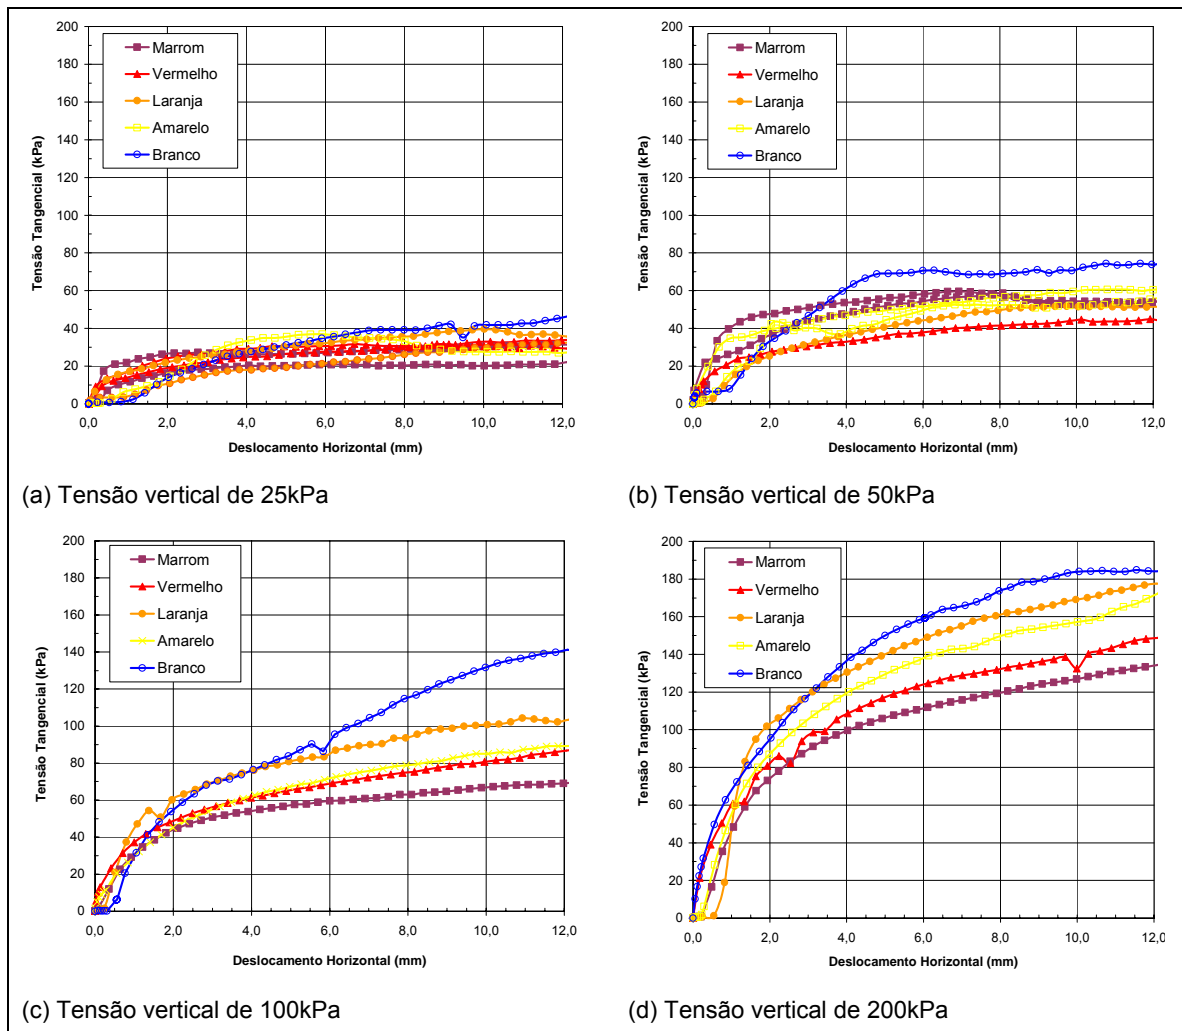 200
180
160
140
120
100
80
60
40
20
0
Tensão Tangencial (kPa)
Marrom
Vermelho
Laranja
Amarelo
Branco
0,0 2,0 4,0 6,0 8,0 10,0 12,0
Deslocamento Horizontal (mm)
(a) Tensão vertical de 25kPa
200
180
160
140
120
100
80
60
40
20
0
Tensão Tangencial (kPa)
Marrom
Vermelho
Laranja
Amarelo
Branco
0,0 2,0 4,0 6,0 8,0 10,0 12,0
Deslocamento Horizontal (mm)
(b) Tensão vertical de 50kPa
200
180
160
140
120
100
80
60
40
20
0
Tensão Tangencial (kPa)
Marrom
Vermelho
Laranja
Amarelo
Branco
0,0 2,0 4,0 6,0 8,0 10,0 12,0
Deslocamento Horizontal (mm)
(c) Tensão vertical de 100kPa
200
180
160
140
120
100
80
60
40
20
0
Tensão Tangencial (kPa)
Marrom
Vermelho
Laranja
Amarelo
Branco
0,0 2,0 4,0 6,0 8,0 10,0 12,0
Deslocamento Horizontal (mm)
(d) Tensão vertical de 200kPa